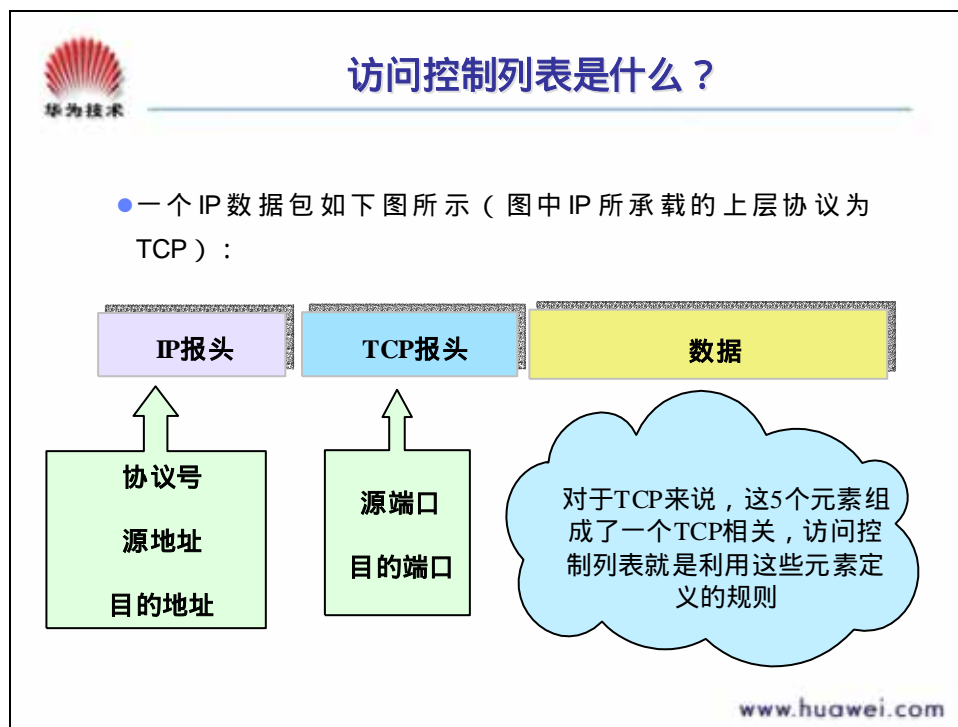 访问控制列表是什么？
华为技术
●一个IP数据包如下图所示（图中IP所承载的上层协议为
TCP）：
IP报头
TCP报头
数据
协议号
源地址
目的地址
源端口
目的端口
对于TCP来说，这5个元素组
成了一个TCP相关，访问控
制列表就是利用这些元素定
义的规则
www.huawei.com